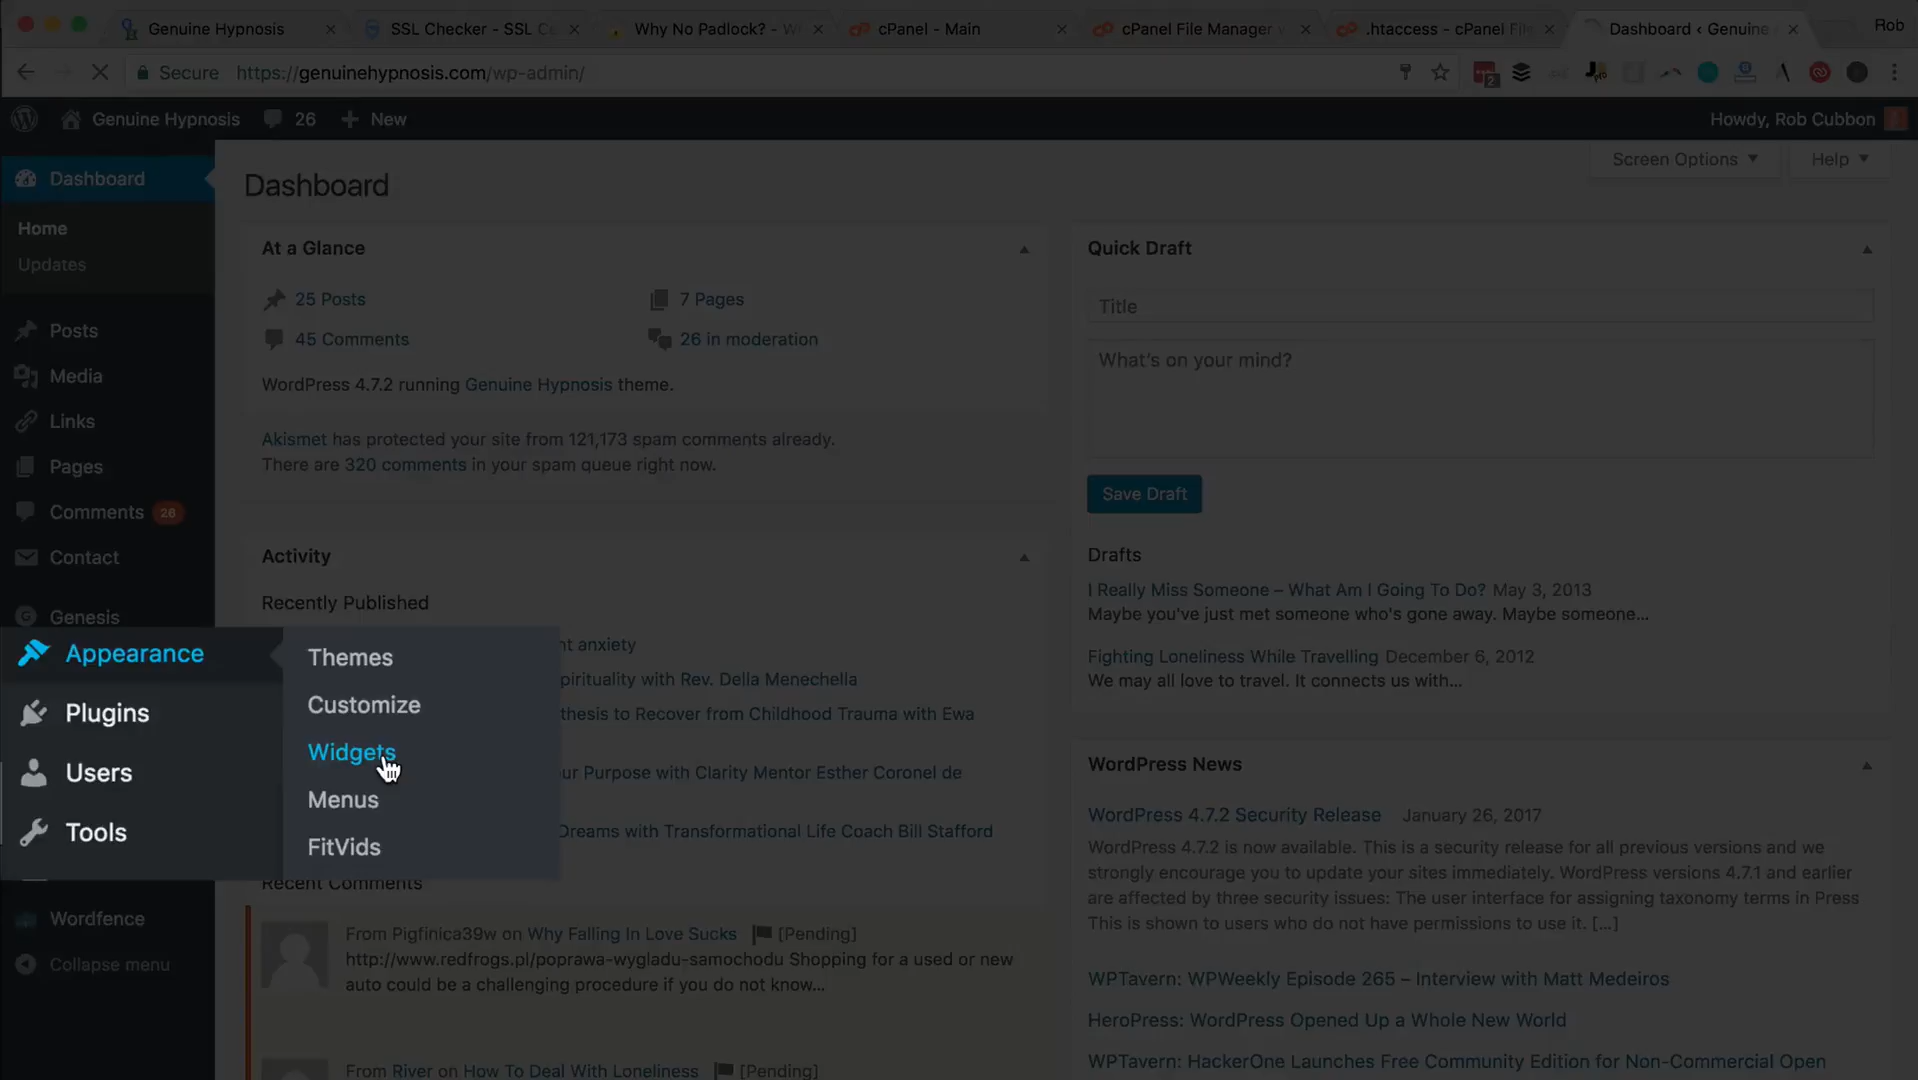 Genuine Hypnosis
SSL Checker - SSL Ce
Why No Padlock? - W
cPanel - Main
cPanel File Manager v
.htaccess - cPanel File
Dashboard ‹ Genuine
Rob
Secure https://genuinehypnosis.com/wp-admin/
2
Genuine Hypnosis 26 New
Howdy, Rob Cubbon
Dashboard
Home
Updates
Posts
Media
Links
Pages
Comments 26
Contact
Genesis
Appearance
Plugins
Users
Tools
Wordfence
Collapse menu
Themes
Customize
Widgets
Menus
FitVids
Screen Options
Help
Dashboard
At a Glance
25 Posts
7 Pages
45 Comments
26 in moderation
WordPress 4.7.2 running Genuine Hypnosis theme.
Akismet has protected your site from 121,173 spam comments already.
There are 320 comments in your spam queue right now.
Activity
Recently Published
nt anxiety
pirituality with Rev. Della Menechella
thesis to Recover from Childhood Trauma with Ewa
our Purpose with Clarity Mentor Esther Coronel de
Dreams with Transformational Life Coach Bill Stafford
Recent Comments
From Pigfinica39w on Why Falling In Love Sucks [Pending]
http://www.redfrogs.pl/poprawa-wygladu-samochodu Shopping for a used or new
auto could be a challenging procedure if you do not know...
From River on How To Deal With Loneliness [Pending]
Quick Draft
Title
What's on your mind?
Save Draft
Drafts
I Really Miss Someone – What Am I Going To Do? May 3, 2013
Maybe you've just met someone who's gone away. Maybe someone...
Fighting Loneliness While Travelling December 6, 2012
We may all love to travel. It connects us with...
WordPress News
WordPress 4.7.2 Security Release January 26, 2017
WordPress 4.7.2 is now available. This is a security release for all previous versions and we
strongly encourage you to update your sites immediately. WordPress versions 4.7.1 and earlier
are affected by three security issues: The user interface for assigning taxonomy terms in Press
This is shown to users who do not have permissions to use it. […]
WPTavern: WPWeekly Episode 265 – Interview with Matt Medeiros
HeroPress: WordPress Opened Up a Whole New World
WPTavern: HackerOne Launches Free Community Edition for Non-Commercial Open